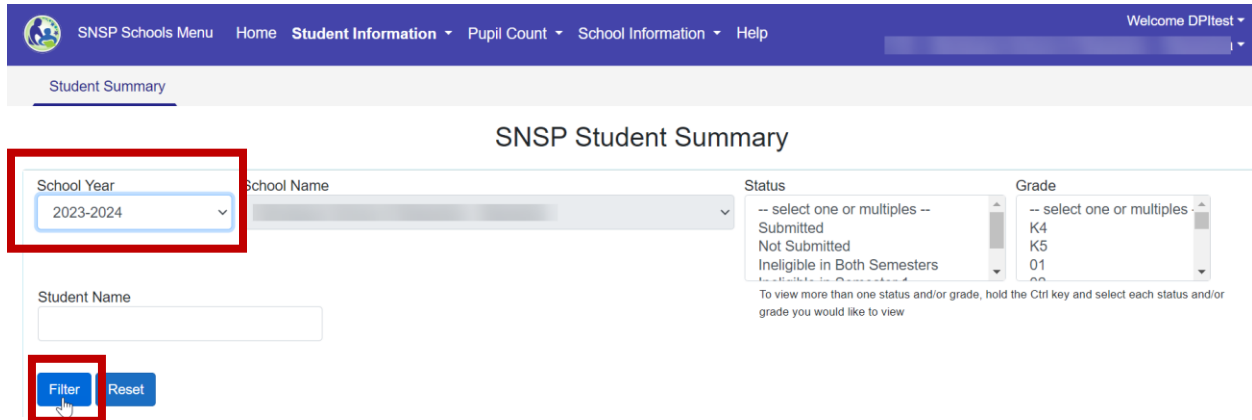 SNSP Schools Menu Home Student Information Pupil Count School Information Help
Welcome DPItest
Student Summary
SNSP Student Summary
School Year
2023-2024
School Name
Status
-- select one or multiples --
Submitted
Not Submitted
Ineligible in Both Semesters
Grade
-- select one or multiples -
K4
K5
01
To view more than one status and/or grade, hold the Ctrl key and select each status and/or
grade you would like to view
Student Name
Filter Reset